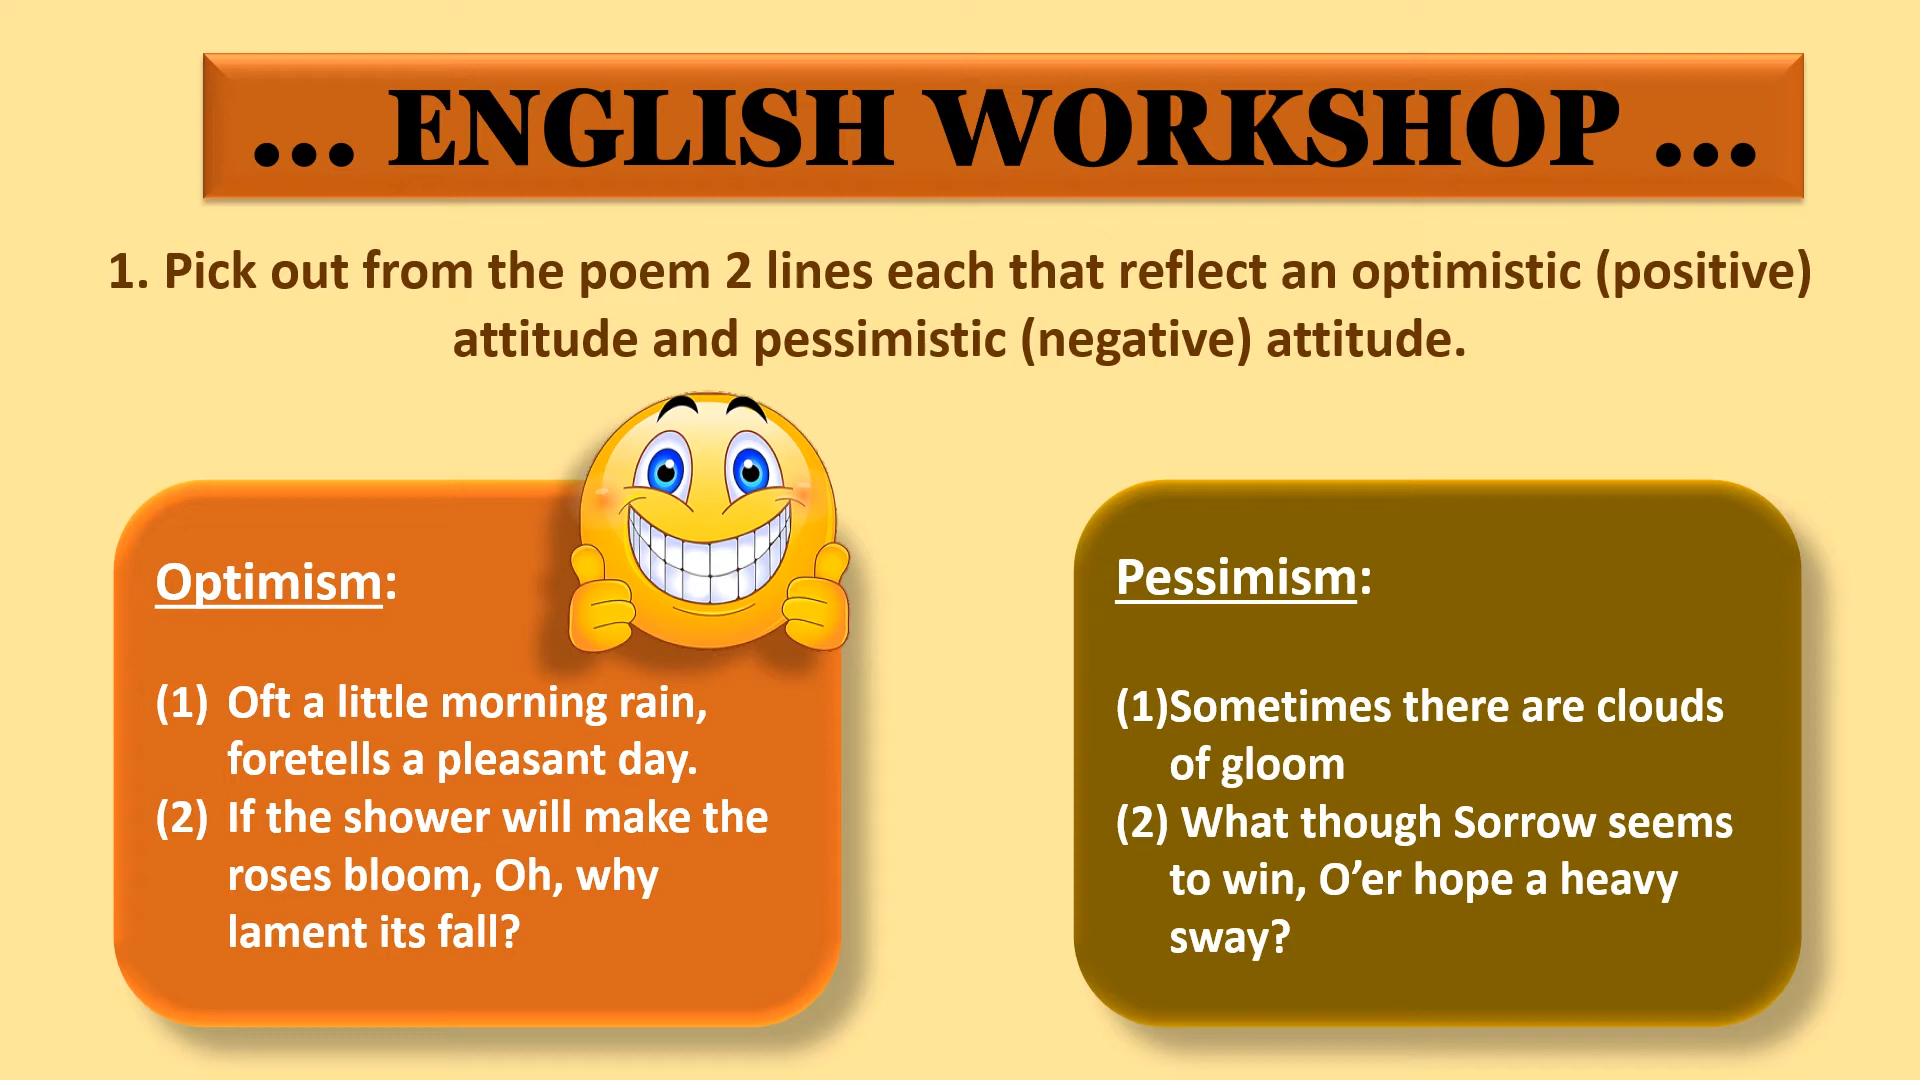 ... ENGLISH WORKSHOP ...
1. Pick out from the poem 2 lines each that reflect an optimistic (positive)
attitude and pessimistic (negative) attitude.
Optimism:
(1) Oft a little morning rain,
foretells a pleasant day.
(2) If the shower will make the
roses bloom, Oh, why
lament its fall?
Pessimism:
(1)Sometimes there are clouds
of gloom
(2) What though Sorrow seems
to win, O’er hope a heavy
sway?